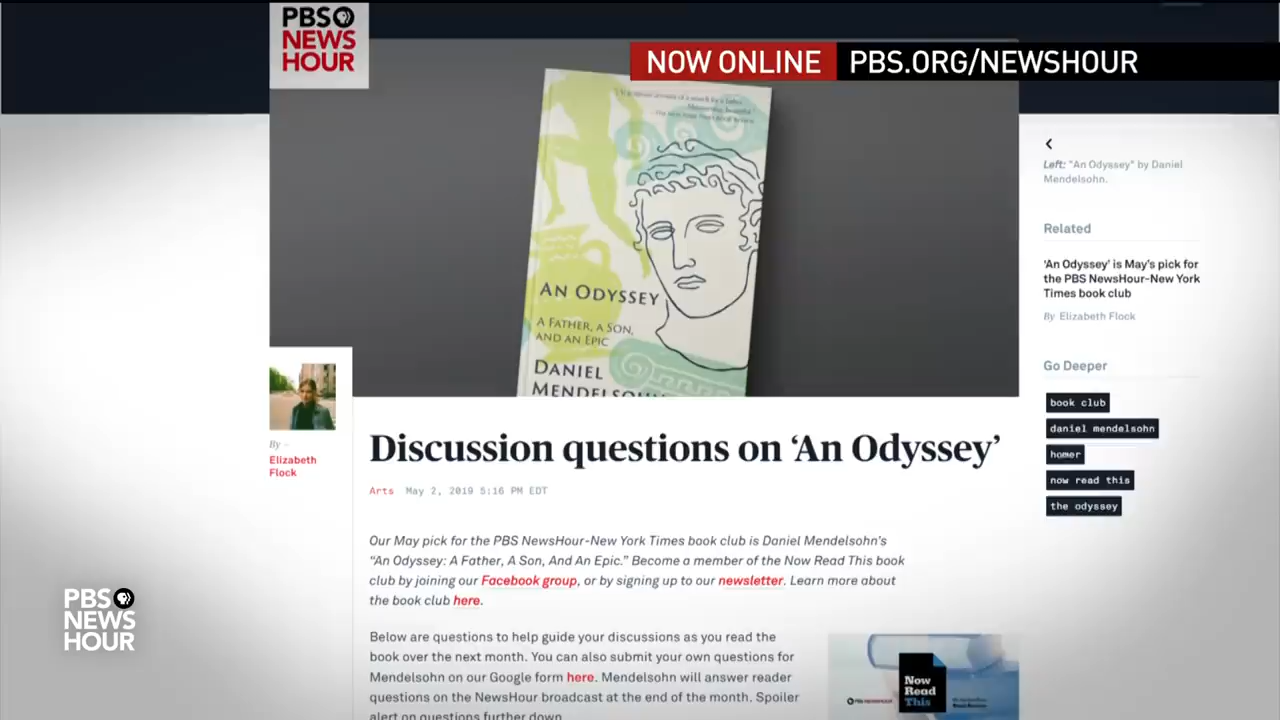 PBS
NEWS
HOUR
NOW ONLINE PBS.ORG/NEWSHOUR
AN ODYSSEY
A FATHER, A SON,
AND AN EPIC
DANIEL
MENDELSOHN
Left: "An Odyssey" by Daniel
Mendelsohn.
Related
‘An Odyssey’ is May’s pick for
the PBS NewsHour-New York
Times book club
By Elizabeth Flock
Go Deeper
book club
daniel mendelsohn
homer
now read this
the odyssey
By –
Elizabeth
Flock
Discussion questions on ‘An Odyssey’
Arts May 2, 2019 5:16 PM EDT
Our May pick for the PBS NewsHour-New York Times book club is Daniel Mendelsohn’s
“An Odyssey: A Father, A Son, And An Epic.” Become a member of the Now Read This book
club by joining our Facebook group, or by signing up to our newsletter. Learn more about
the book club here.
Below are questions to help guide your discussions as you read the
book over the next month. You can also submit your own questions for
Mendelsohn on our Google form here. Mendelsohn will answer reader
questions on the NewsHour broadcast at the end of the month. Spoiler
alert on questions further down.
Now
Read
This
PBS
NEWS
HOUR